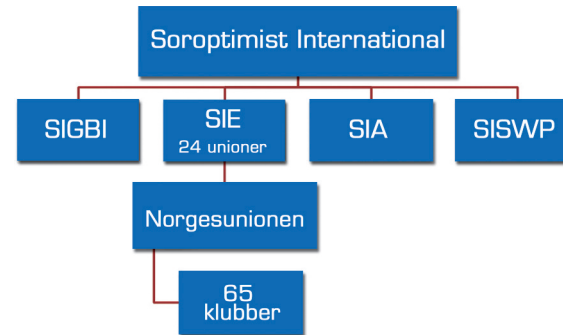 Soroptimist International
SIGBI
SIE
24 unioner
SIA
SISWP
Norgesunionen
65
klubber